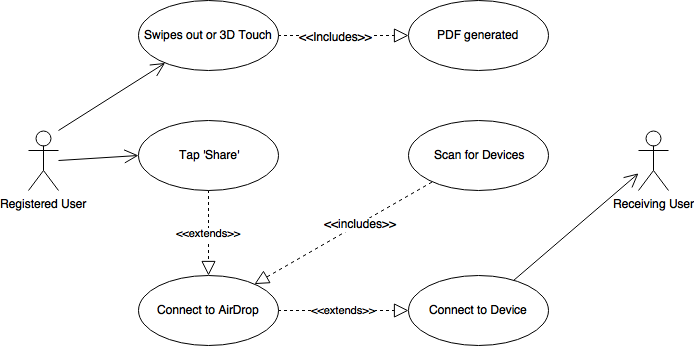 Swipes out or 3D Touch
<<Includes>>
PDF generated
Tap 'Share'
Scan for Devices
Registered User
Receiving User
<<extends>>
<<includes>>
Connect to AirDrop
<<extends>>
Connect to Device